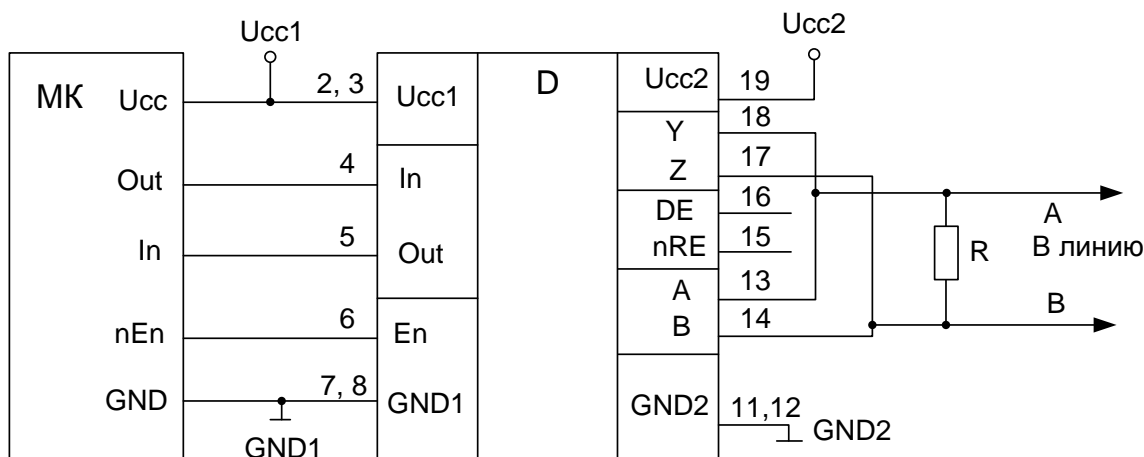 Ucc1
Ucc2
МК
Ucc
2, 3
Ucc1
D
Ucc2
19
Y
18
Z
17
Out
4
In
DE
16
nRE
15
In
5
Out
A
В линию
R
A
13
B
14
B
nEn
6
En
GND
7, 8
GND1
GND1
GND2
11,12
GND2